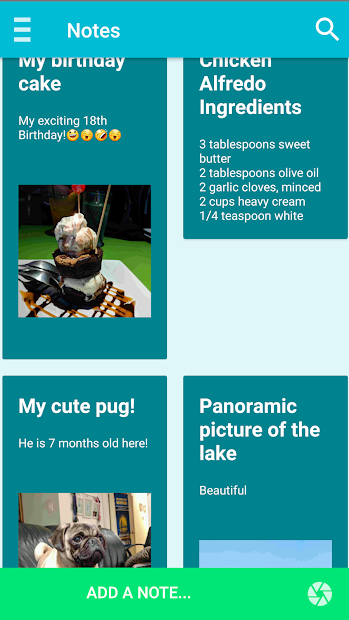 Notes
My birthday
cake
My exciting 18th
Birthday!🤣😵🤣😵
Chicken
Alfredo
Ingredients
3 tablespoons sweet
butter
2 tablespoons olive oil
2 garlic cloves, minced
2 cups heavy cream
1/4 teaspoon white
My cute pug!
He is 7 months old here!
Panoramic
picture of the
lake
Beautiful
ADD A NOTE...